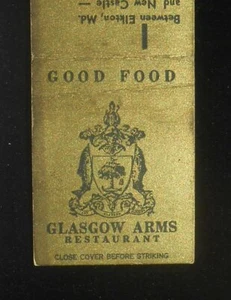 Between Elkton, Md.
and New Castle —
GOOD FOOD
GLASGOW ARMS
RESTAURANT
CLOSE COVER BEFORE STRIKING